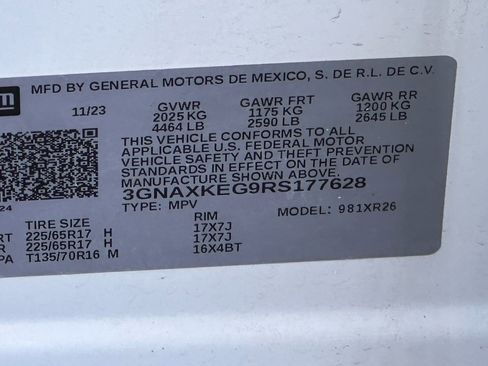 MFD BY GENERAL MOTORS DE MEXICO, S. DE R.L. DE C.V.
11/23 GVWR GAWR FRT GAWR RR
2025 KG 1175 KG 1200 KG
4464 LB 2590 LB 2645 LB
THIS VEHICLE CONFORMS TO ALL
APPLICABLE U.S. FEDERAL MOTOR
VEHICLE SAFETY AND THEFT PREVENTION
STANDARDS IN EFFECT ON THE DATE OF
MANUFACTURE SHOWN ABOVE.
3GNAXKEG9RS177628
TYPE: MPV MODEL: 981XR26
24
TIRE SIZE RIM
225/65R17 H 17X7J
225/65R17 H 17X7J
PA T135/70R16 M 16X4BT